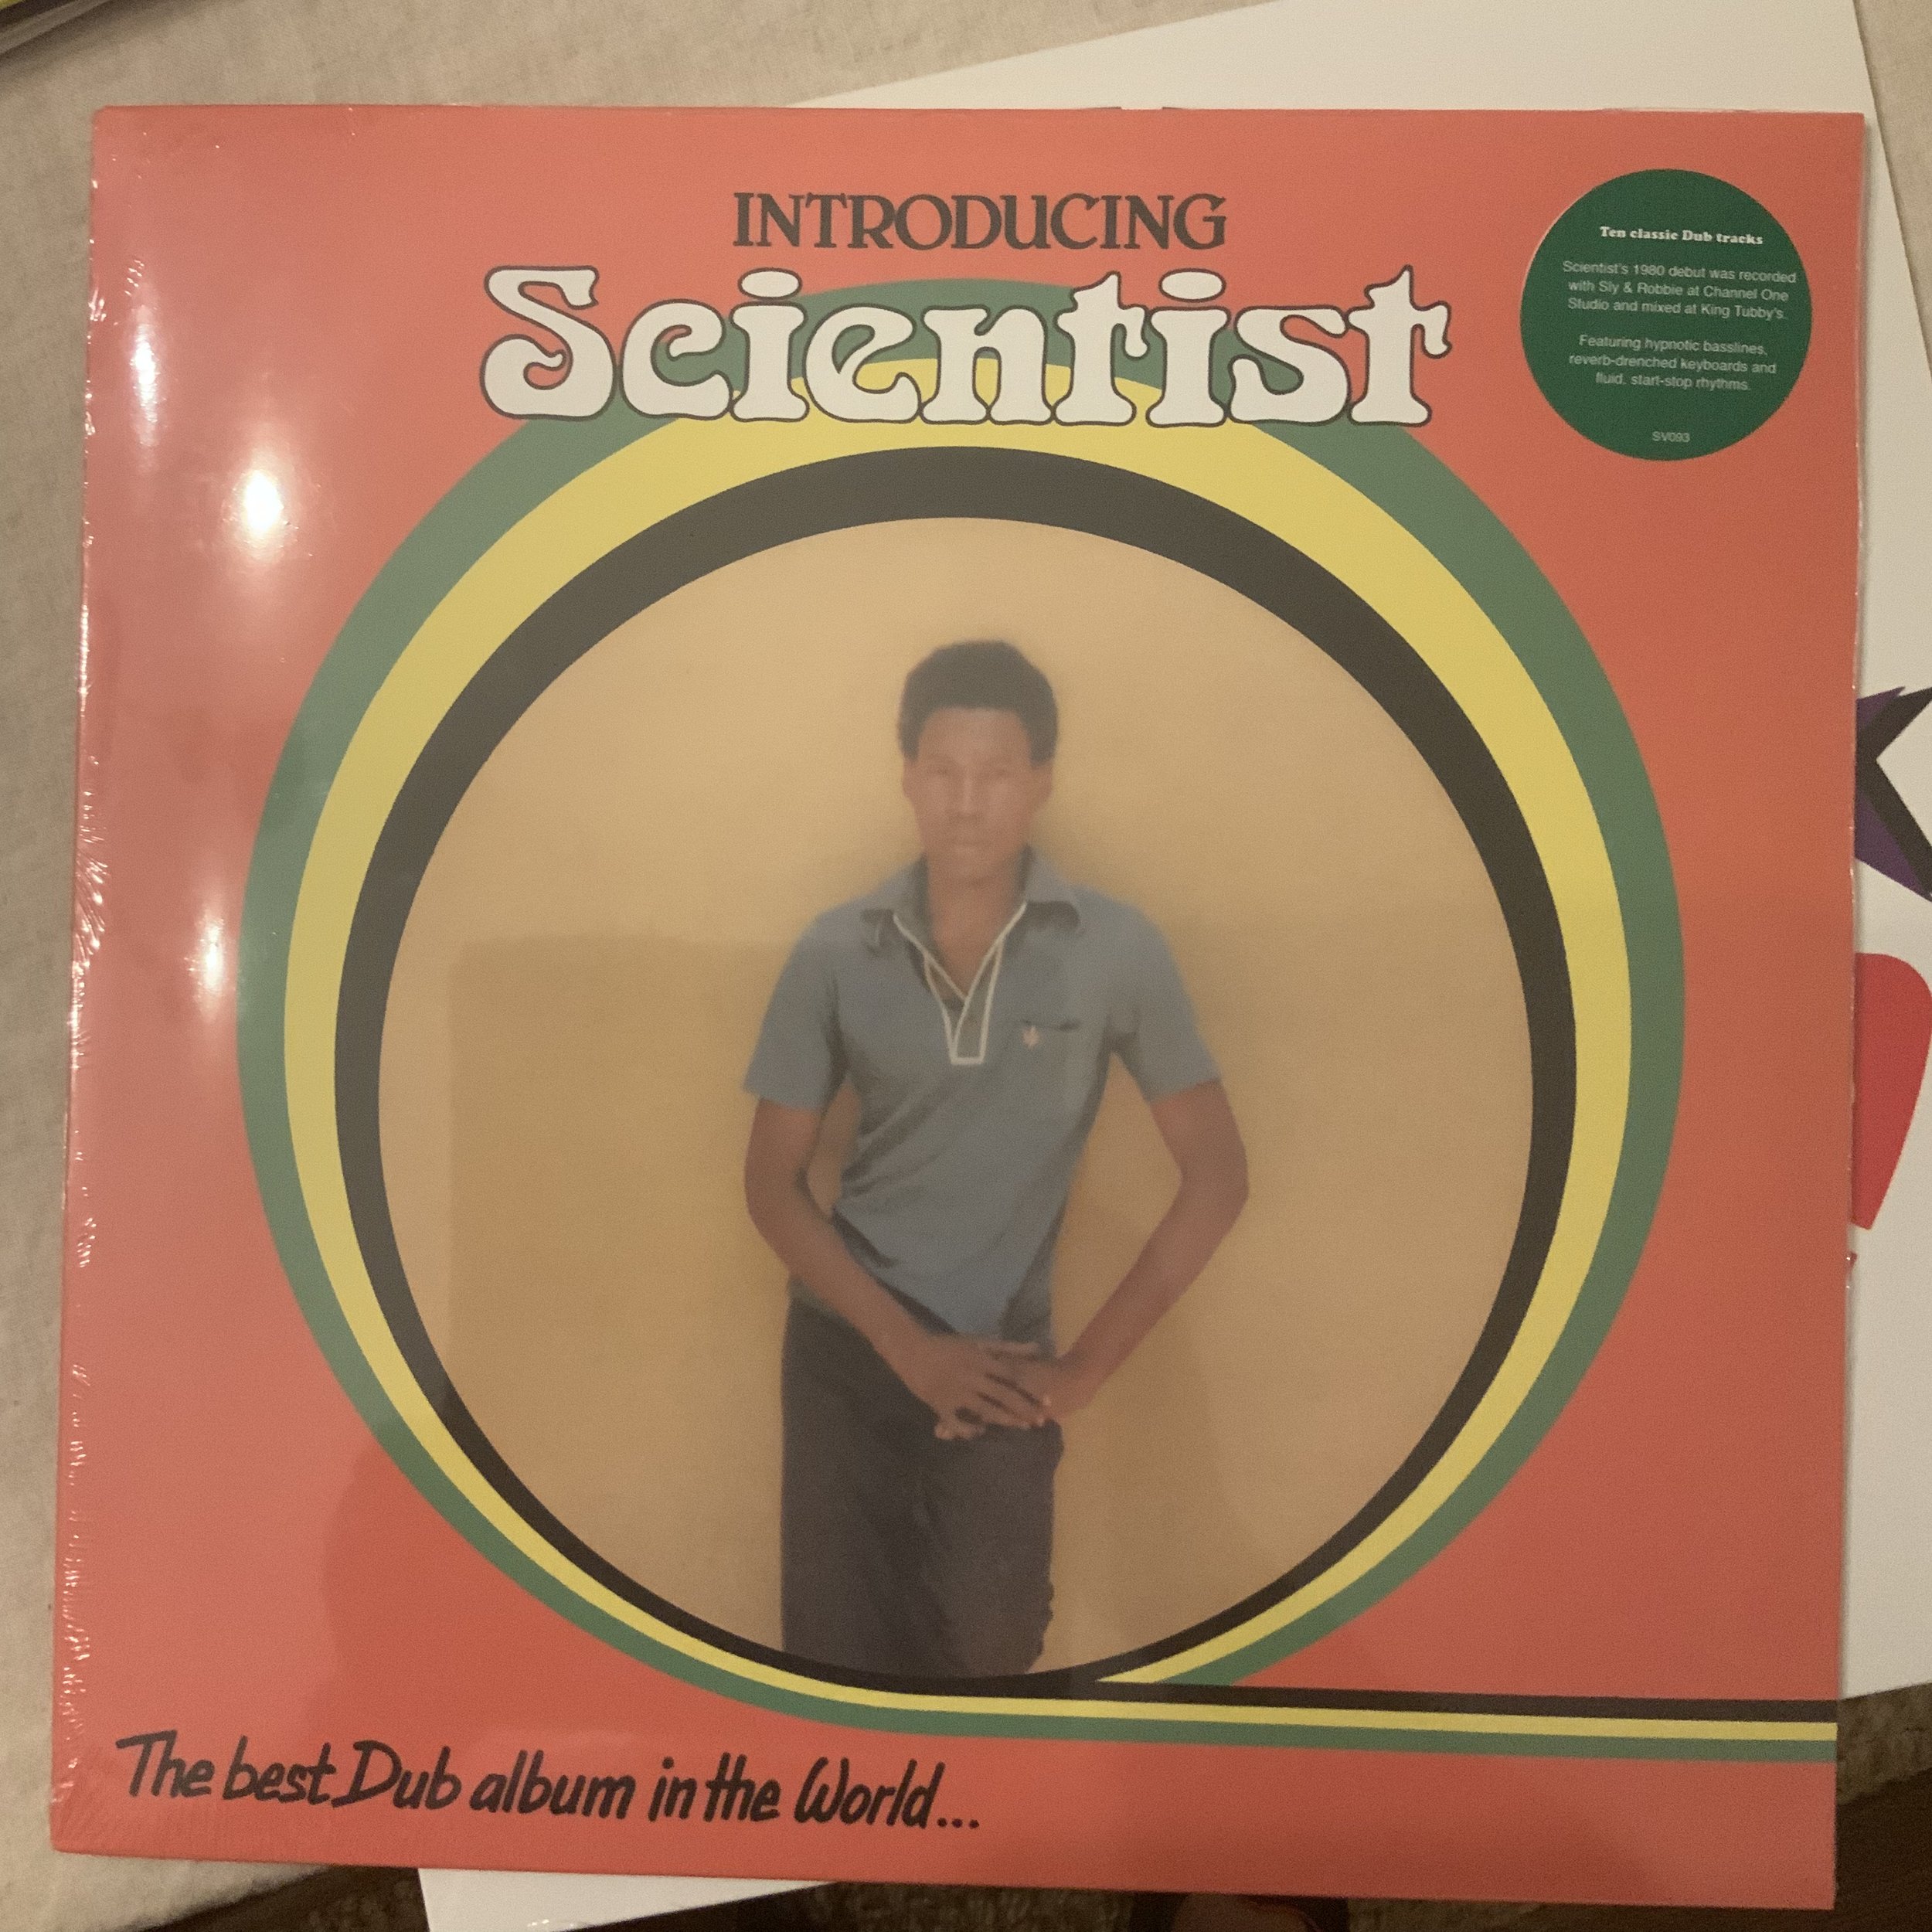 INTRODUCING
Scientist
Ten classic Dub tracks
Scientist's 1980 debut was recorded
with Sly & Robbie at Channel One
Studio and mixed at King Tubby's.
Featuring hypnotic basslines,
reverb-drenched keyboards and
fluid, start-stop rhythms.
SV093
The best Dub album in the World...